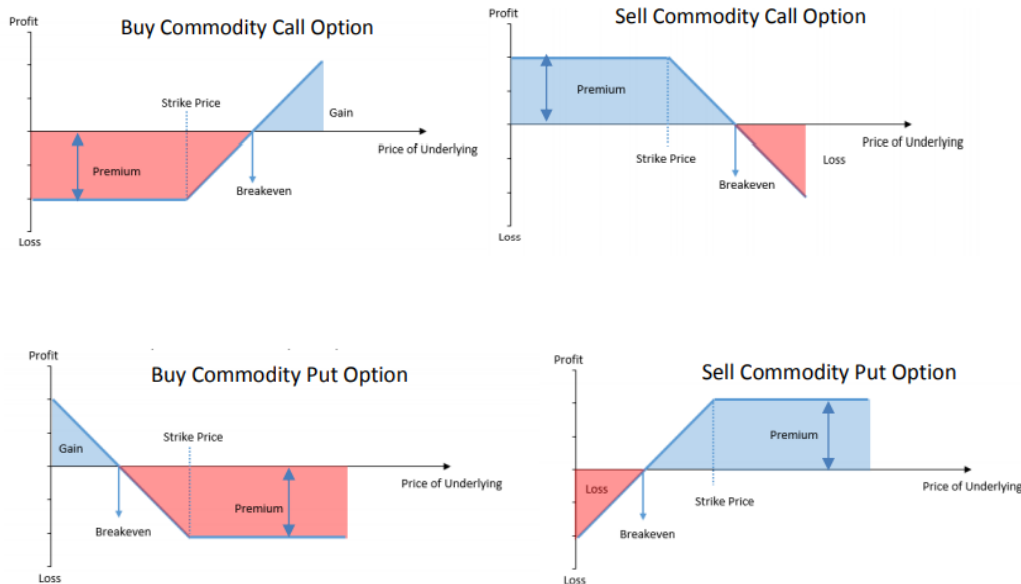 Profit
Buy Commodity Call Option
Strike Price
Gain
Price of Underlying
Premium
Breakeven
Loss
Profit
Sell Commodity Call Option
Premium
Price of Underlying
Strike Price
Loss
Breakeven
Loss
Profit
Buy Commodity Put Option
Strike Price
Gain
Price of Underlying
Premium
Breakeven
Loss
Profit
Sell Commodity Put Option
Premium
Price of Underlying
Loss
Strike Price
Breakeven
Loss